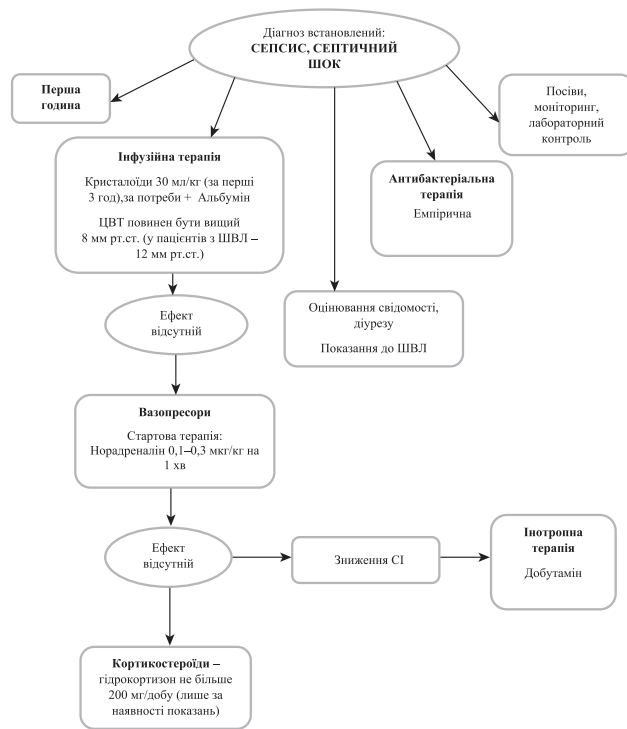 Діагноз встановлений:
СЕПСИС, СЕПТИЧНИЙ
ШОК
Перша
година
Посіви,
моніторинг,
лабораторний
контроль
Інфузійна терапія
Кристалоїди 30 мл/кг (за перші
3 год),за потреби + Альбумін
ЦВТ повинен бути вищий
8 мм рт.ст. (у пацієнтів з ШВЛ –
12 мм рт.ст.)
Антибактеріальна
терапія
Емпірична
Оцінювання свідомості,
діурезу
Показання до ШВЛ
Ефект
відсутній
Вазопресори
Стартова терапія:
Норадреналін 0,1–0,3 мкг/кг на
1 хв
Ефект
відсутній
Зниження СІ
Інотропна
терапія
Добутамін
Кортикостероїди –
гідрокортизон не більше
200 мг/добу (лише за
наявності показань)